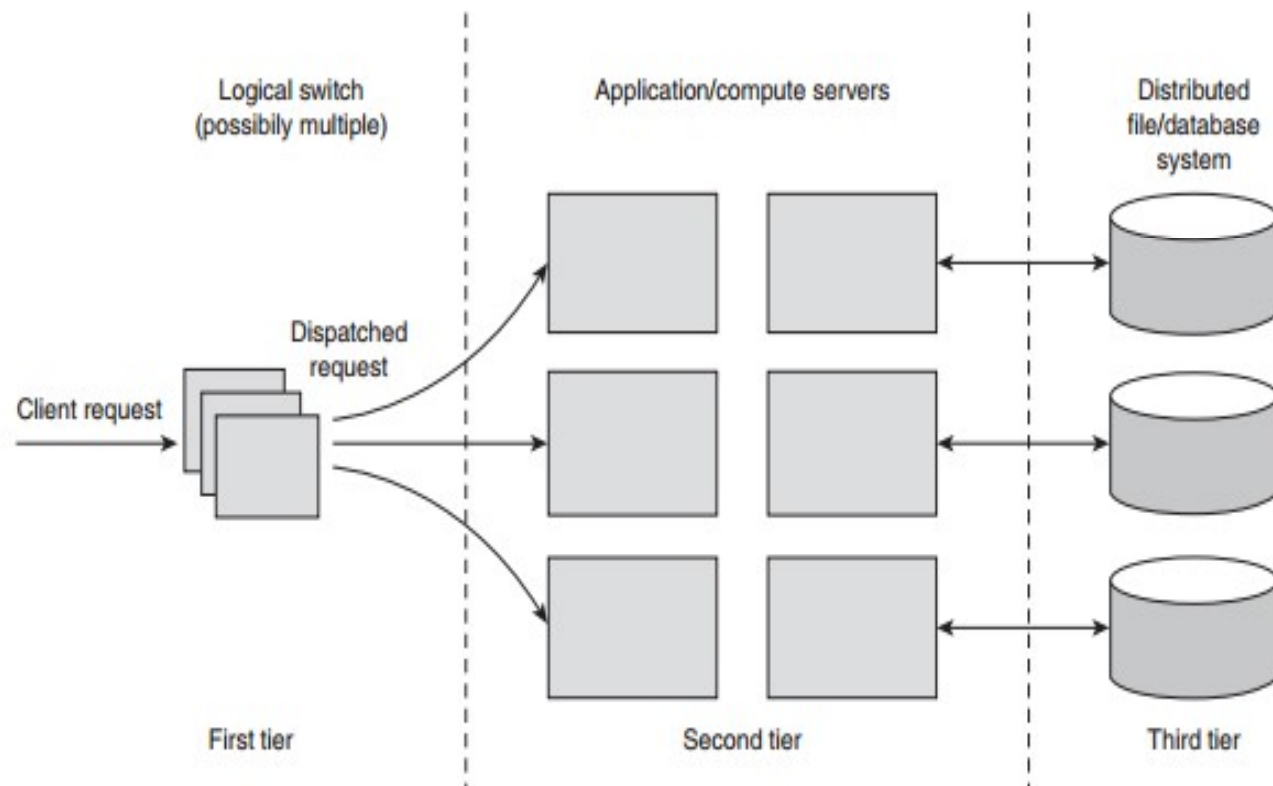 Logical switch
(possibily multiple)
Application/compute servers
Distributed
file/database
system
Dispatched
request
Client request
First tier
Second tier
Third tier